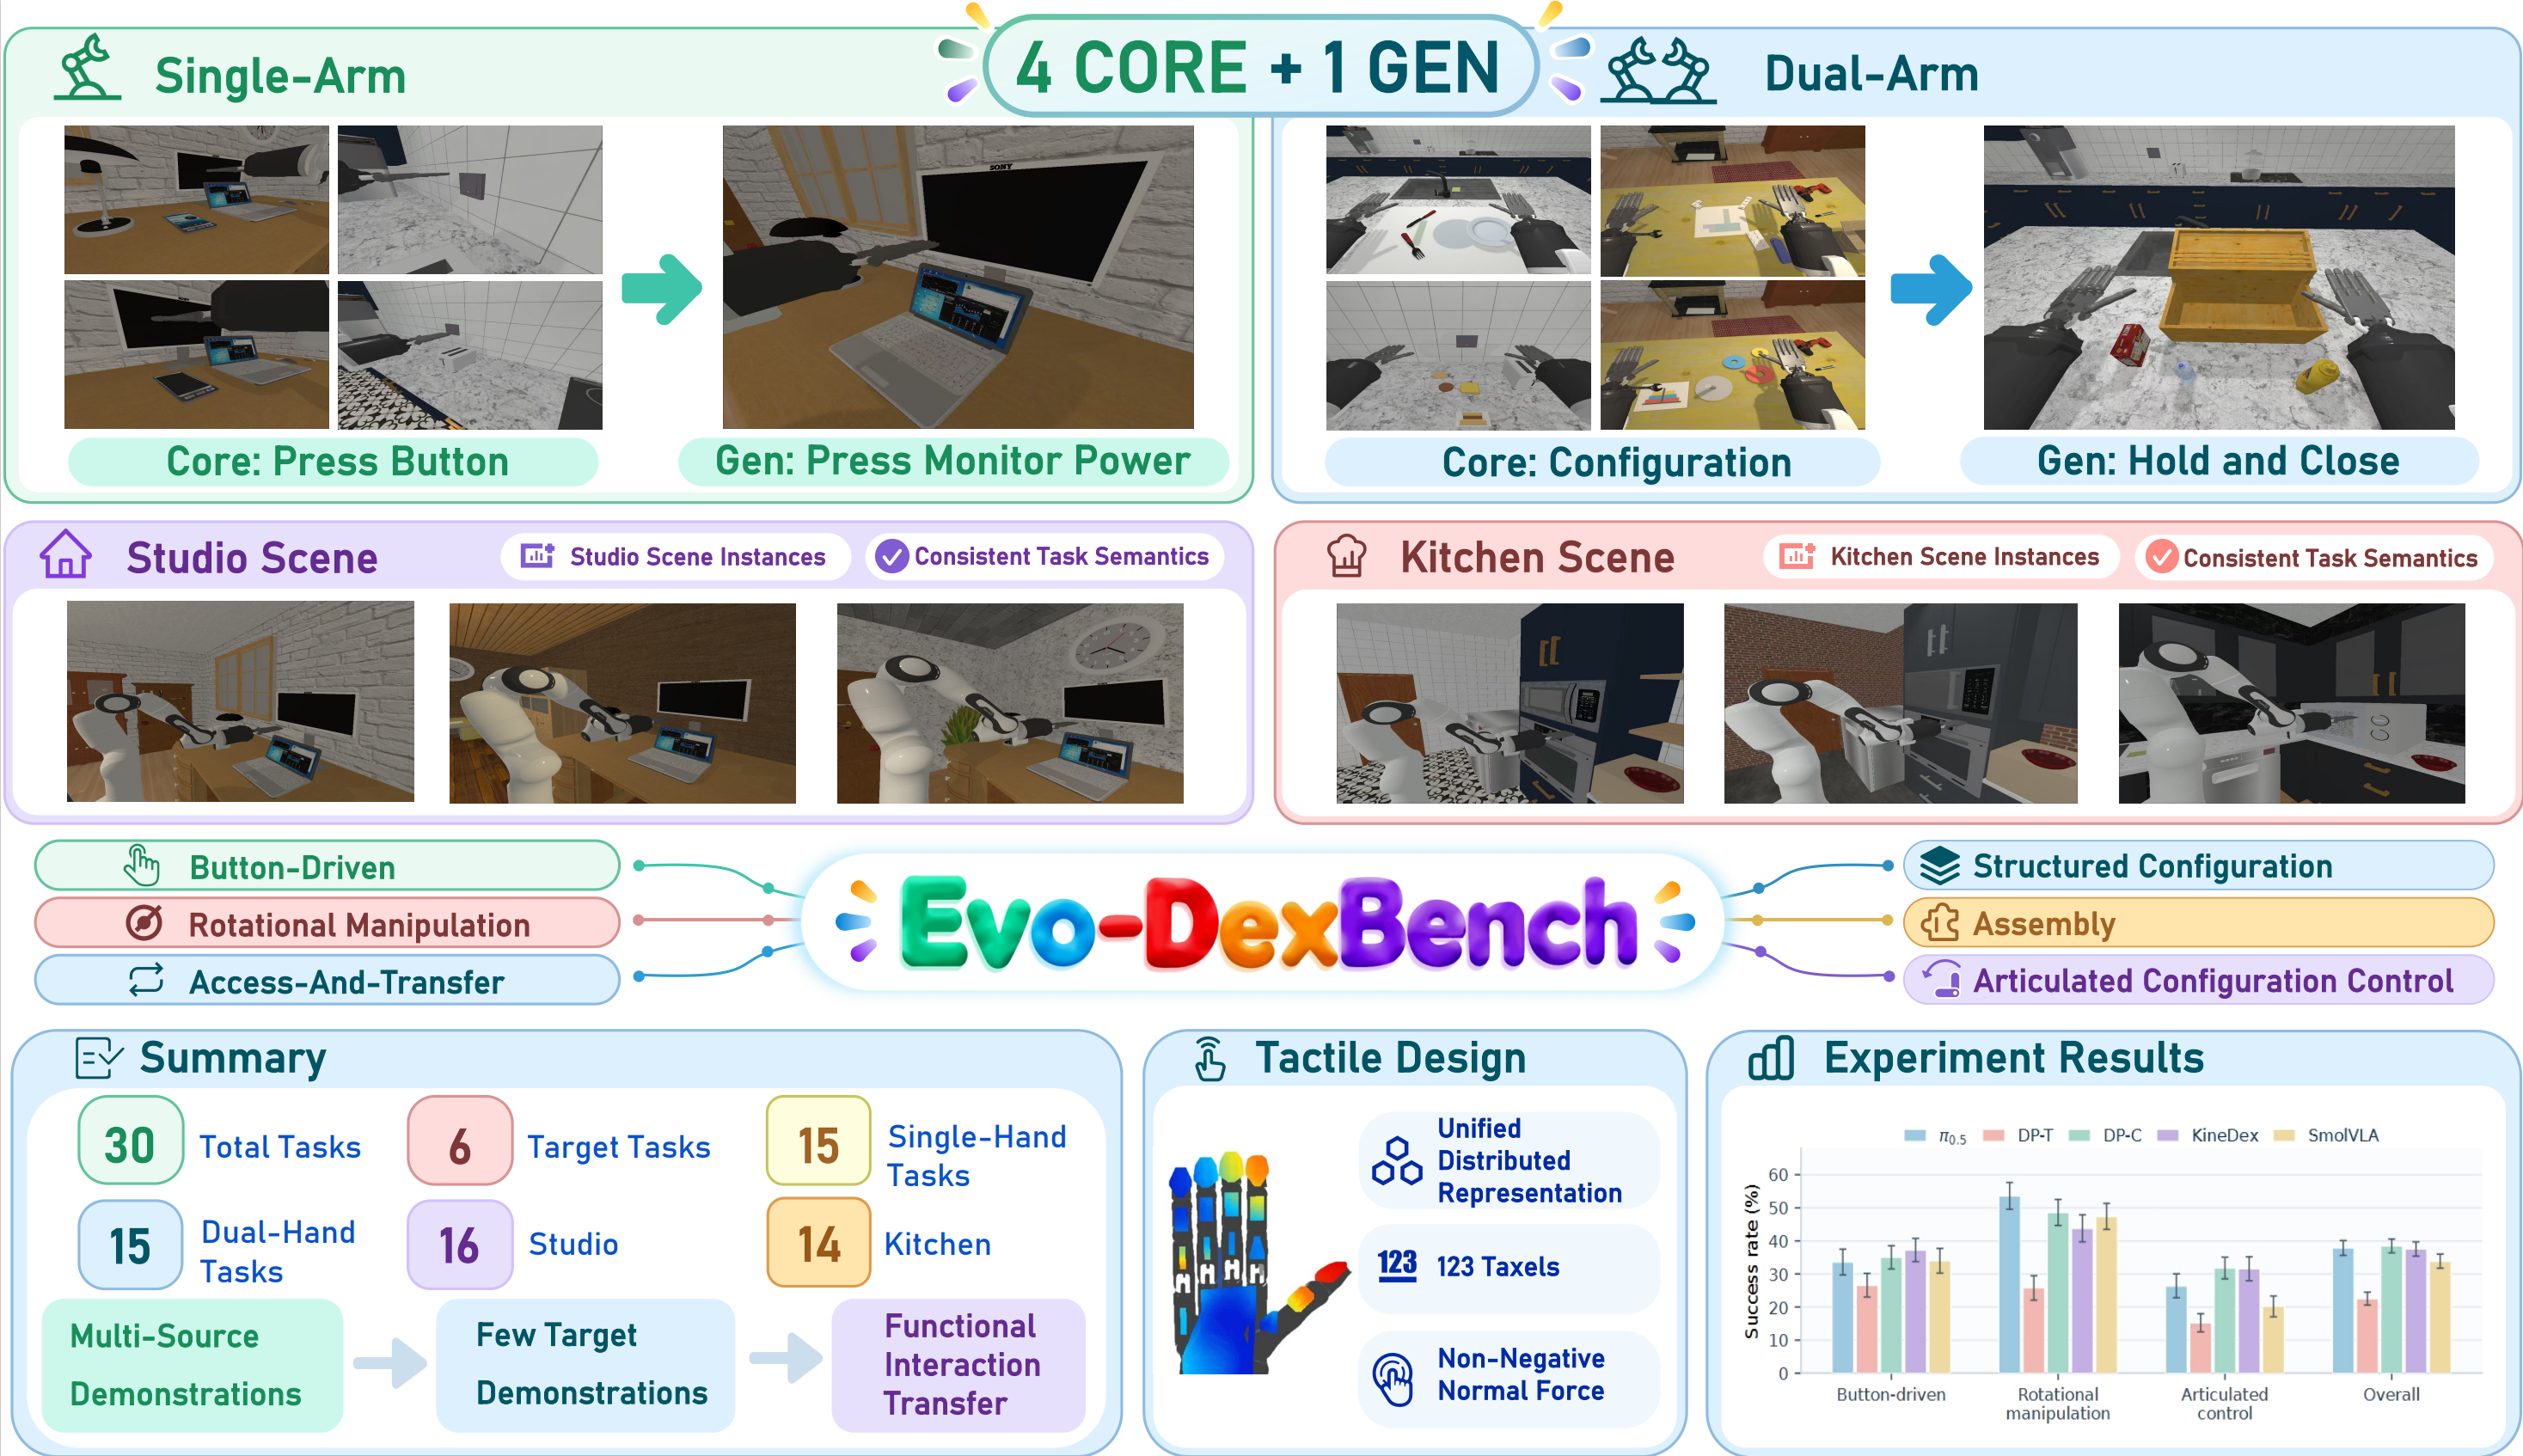 4 CORE + 1 GEN
Single-Arm
Dual-Arm
SONY
Core: Press Button
Gen: Press Monitor Power
Core: Configuration
Gen: Hold and Close
Studio Scene
Studio Scene Instances
Consistent Task Semantics
Kitchen Scene
Kitchen Scene Instances
Consistent Task Semantics
Button-Driven
Rotational Manipulation
Access-And-Transfer
Evo-DexBench
Structured Configuration
Assembly
Articulated Configuration Control
Summary
30
Total Tasks
6
Target Tasks
15
Single-Hand
Tasks
15
Dual-Hand
Tasks
16
Studio
14
Kitchen
Multi-Source
Demonstrations
Few Target
Demonstrations
Functional
Interaction
Transfer
Tactile Design
Unified
Distributed
Representation
123
123 Taxels
Non-Negative
Normal Force
Experiment Results
π0.5
DP-T
DP-C
KineDex
SmolVLA
Success rate (%)
60
50
40
30
20
10
0
Button-driven
Rotational
manipulation
Articulated
control
Overall